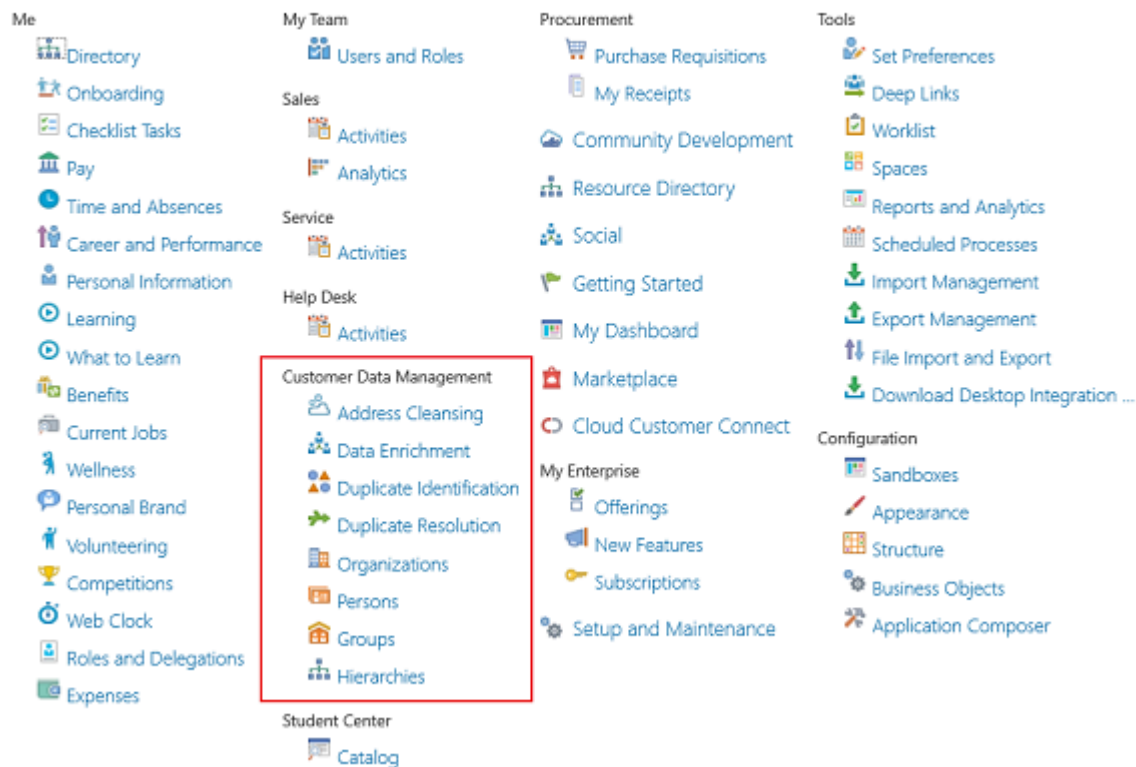 Me
Directory
Onboarding
Checklist Tasks
Pay
Time and Absences
Career and Performance
Personal Information
Learning
What to Learn
Benefits
Current Jobs
Wellness
Personal Brand
Volunteering
Competitions
Web Clock
Roles and Delegations
Expenses
My Team
Users and Roles
Sales
Activities
Analytics
Service
Activities
Help Desk
Activities
Customer Data Management
Address Cleansing
Data Enrichment
Duplicate Identification
Duplicate Resolution
Organizations
Persons
Groups
Hierarchies
Student Center
Catalog
Procurement
Purchase Requisitions
My Receipts
Community Development
Resource Directory
Social
Getting Started
My Dashboard
Marketplace
Cloud Customer Connect
My Enterprise
Offerings
New Features
Subscriptions
Setup and Maintenance
Tools
Set Preferences
Deep Links
Worklist
Spaces
Reports and Analytics
Scheduled Processes
Import Management
Export Management
File Import and Export
Download Desktop Integration ...
Configuration
Sandboxes
Appearance
Structure
Business Objects
Application Composer